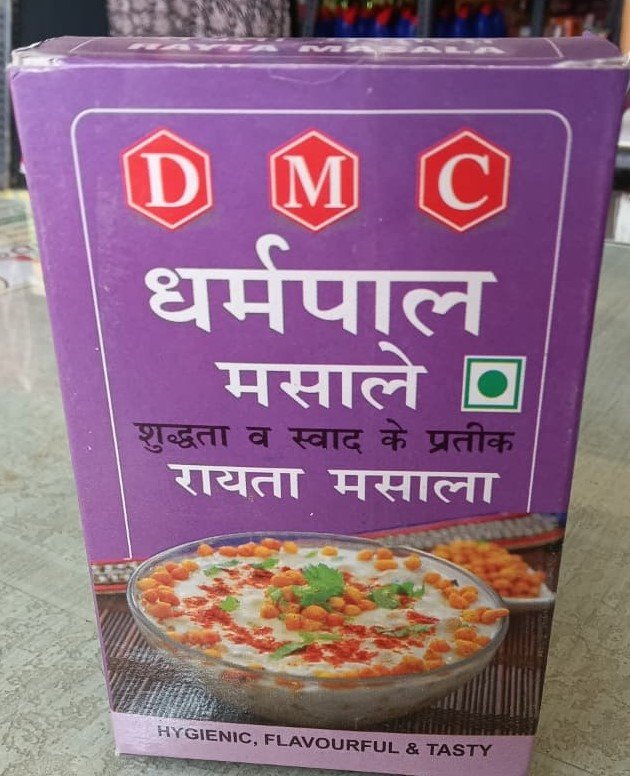 RAYTA MASALA
D M C
धर्मपाल
मसाले
शुद्धता व स्वाद के प्रतीक
रायता मसाला
HYGIENIC, FLAVOURFUL & TASTY